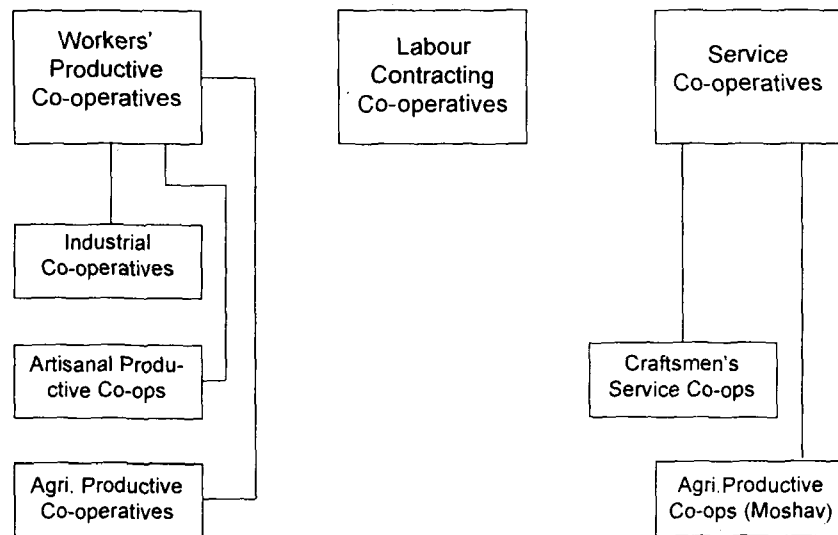 Workers'
Productive
Co-operatives
Labour
Contracting
Co-operatives
Service
Co-operatives
Industrial
Co-operatives
Artisanal Produ-
ctive Co-ops
Craftsmen's
Service Co-ops
Agri. Productive
Co-operatives
Agri.Productive
Co-ops (Moshav)